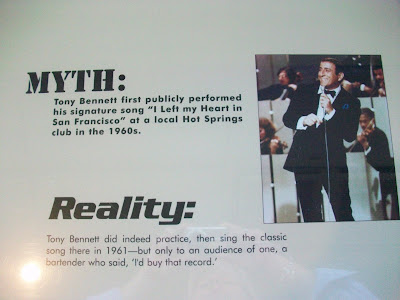 MYTH:
Tony Bennett first publicly performed
his signature song "I Left my Heart in
San Francisco" at a local Hot Springs
club in the 1960s.
Reality:
Tony Bennett did indeed practice, then sing the classic
song there in 1961—but only to an audience of one, a
bartender who said, 'I'd buy that record.'